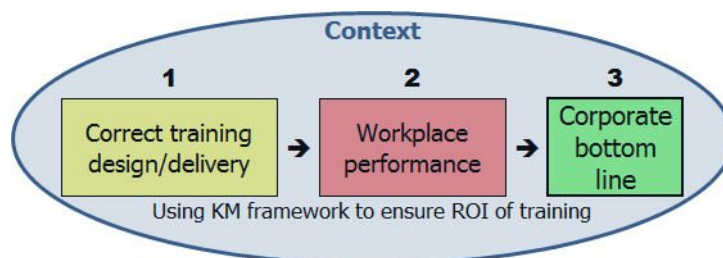 Context
1
2
3
Correct training
design/delivery
Workplace
performance
Corporate
bottom
line
Using KM framework to ensure ROI of training